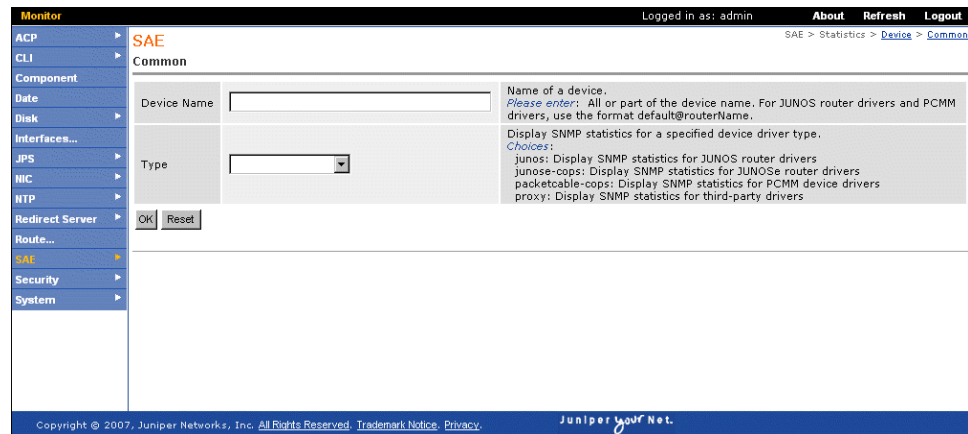 Monitor
Logged in as: admin About Refresh Logout
SAE > Statistics > Device > Common
ACP
CLI
Component
Date
Disk
Interfaces...
JPS
NIC
NTP
Redirect Server
Route...
SAE
Security
System
SAE
Common
Device Name
Name of a device.
Please enter: All or part of the device name. For JUNOS router drivers and PCMM
drivers, use the format default@routerName.
Type
Display SNMP statistics for a specified device driver type.
Choices:
junos: Display SNMP statistics for JUNOS router drivers
junose-cops: Display SNMP statistics for JUNOSe router drivers
packetcable-cops: Display SNMP statistics for PCMM device drivers
proxy: Display SNMP statistics for third-party drivers
OK Reset
Copyright © 2007, Juniper Networks, Inc. All Rights Reserved. Trademark Notice. Privacy.
Juniper your Net.